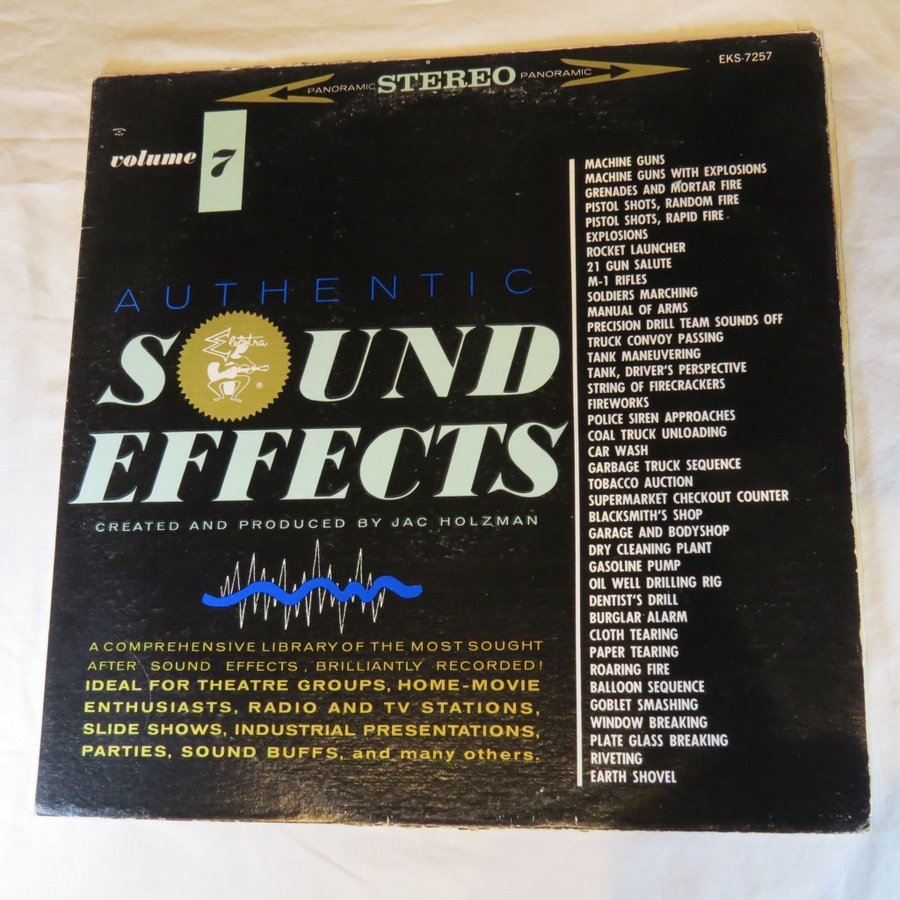 PANORAMIC STEREO PANORAMIC
EKS-7257
volume 7
AUTHENTIC
SOUND
Elektra
®
EFFECTS
CREATED AND PRODUCED BY JAC HOLZMAN
A COMPREHENSIVE LIBRARY OF THE MOST SOUGHT
AFTER SOUND EFFECTS, BRILLIANTLY RECORDED!
IDEAL FOR THEATRE GROUPS, HOME-MOVIE
ENTHUSIASTS, RADIO AND TV STATIONS,
SLIDE SHOWS, INDUSTRIAL PRESENTATIONS,
PARTIES, SOUND BUFFS, and many others.
MACHINE GUNS
MACHINE GUNS WITH EXPLOSIONS
GRENADES AND MORTAR FIRE
PISTOL SHOTS, RANDOM FIRE
PISTOL SHOTS, RAPID FIRE
EXPLOSIONS
ROCKET LAUNCHER
21 GUN SALUTE
M-1 RIFLES
SOLDIERS MARCHING
MANUAL OF ARMS
PRECISION DRILL TEAM SOUNDS OFF
TRUCK CONVOY PASSING
TANK MANEUVERING
TANK, DRIVER'S PERSPECTIVE
STRING OF FIRECRACKERS
FIREWORKS
POLICE SIREN APPROACHES
COAL TRUCK UNLOADING
CAR WASH
GARBAGE TRUCK SEQUENCE
TOBACCO AUCTION
SUPERMARKET CHECKOUT COUNTER
BLACKSMITH'S SHOP
GARAGE AND BODYSHOP
DRY CLEANING PLANT
GASOLINE PUMP
OIL WELL DRILLING RIG
DENTIST'S DRILL
BURGLAR ALARM
CLOTH TEARING
PAPER TEARING
ROARING FIRE
BALLOON SEQUENCE
GOBLET SMASHING
WINDOW BREAKING
PLATE GLASS BREAKING
RIVETING
EARTH SHOVEL